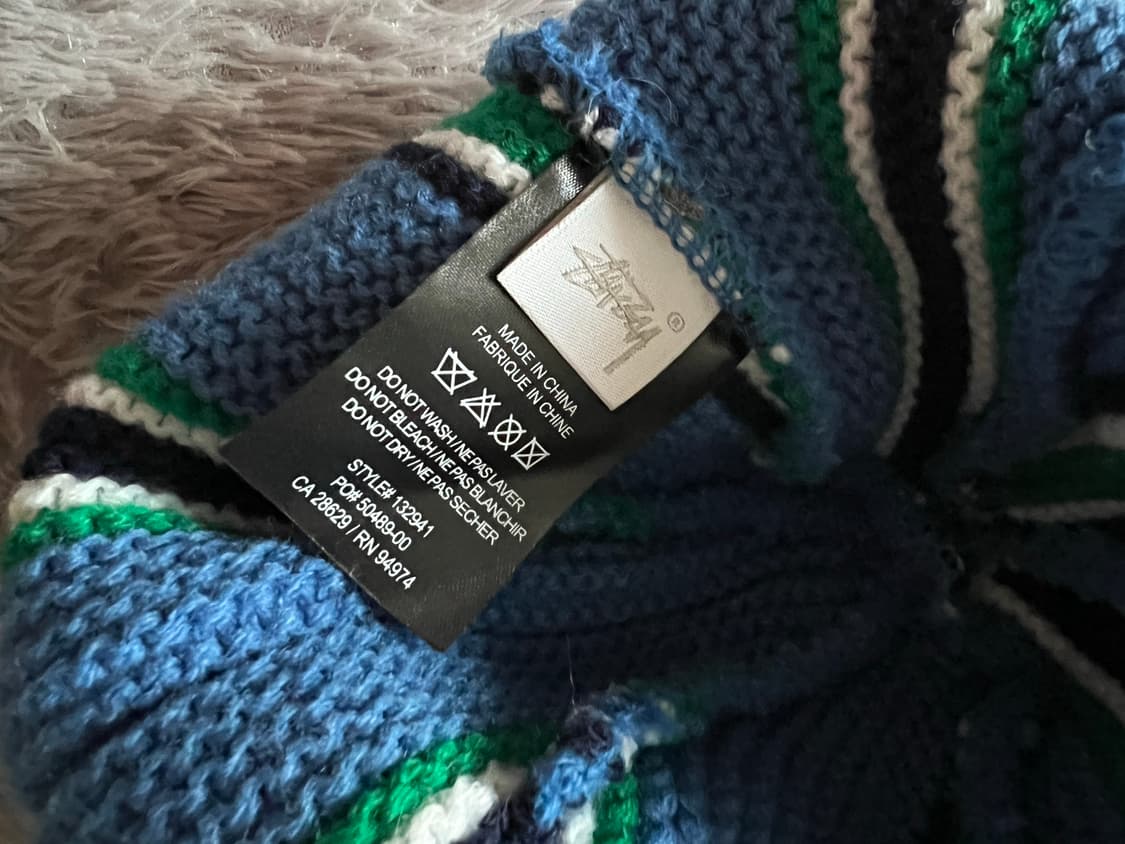 Stüssy ®
MADE IN CHINA
FABRIQUE IN CHINE
DO NOT WASH / NE PAS LAVER
DO NOT BLEACH / NE PAS BLANCHIR
DO NOT DRY / NE PAS SECHER
STYLE# 132941
PO# 50489-00
CA 28629 / RN 94974